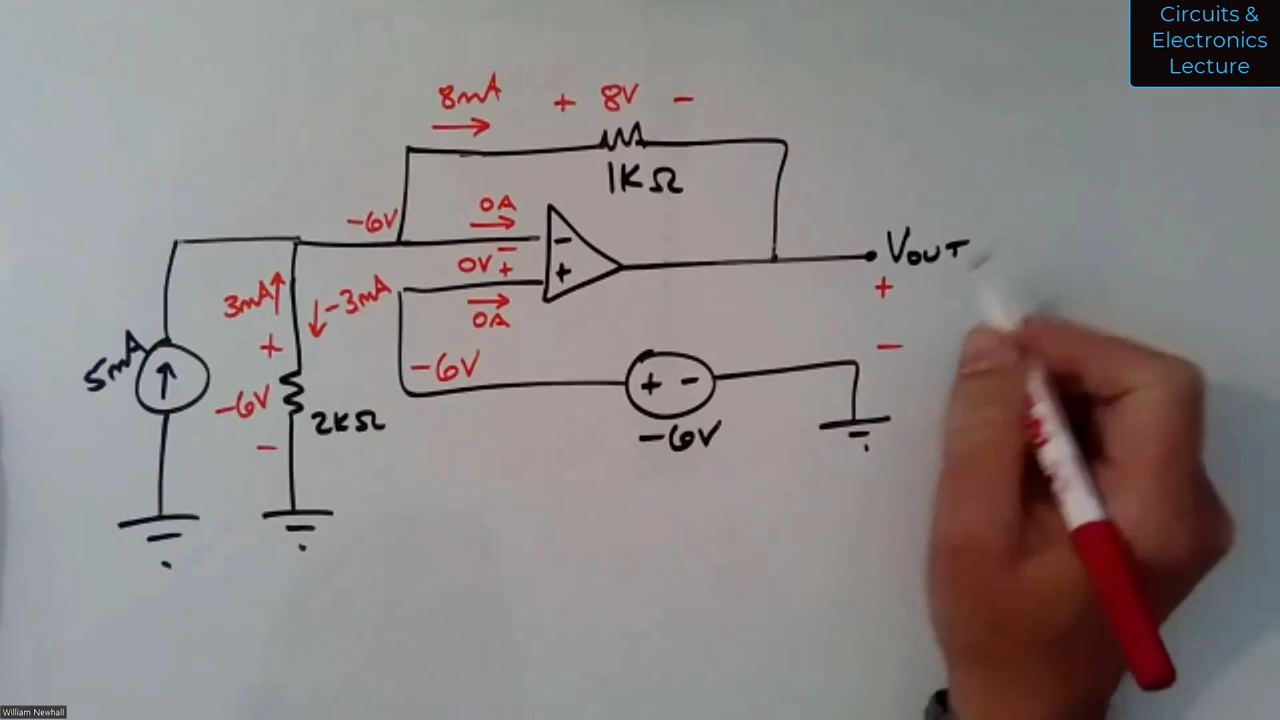 Circuits &
Electronics
Lecture
8mA
+ 8V -
1KΩ
-6V
0A
-
0V -
+
+
0A
VOUT
+
-
3mA
-3mA
5mA
+
-6V
-
2KΩ
-6V
+ -
-6V
William Newhall